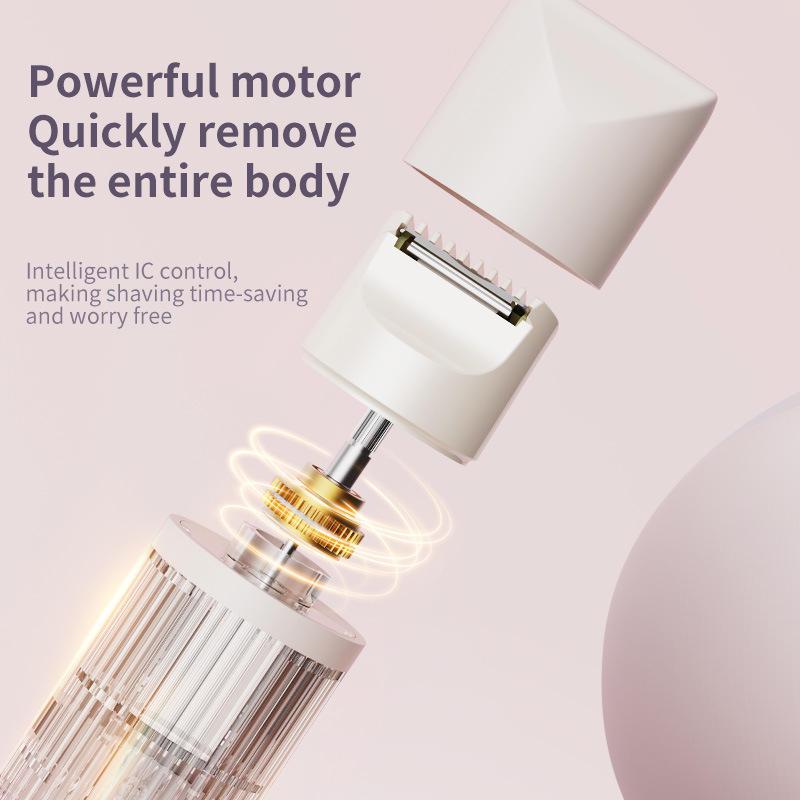 Powerful motor
Quickly remove
the entire body
Intelligent IC control,
making shaving time-saving
and worry free